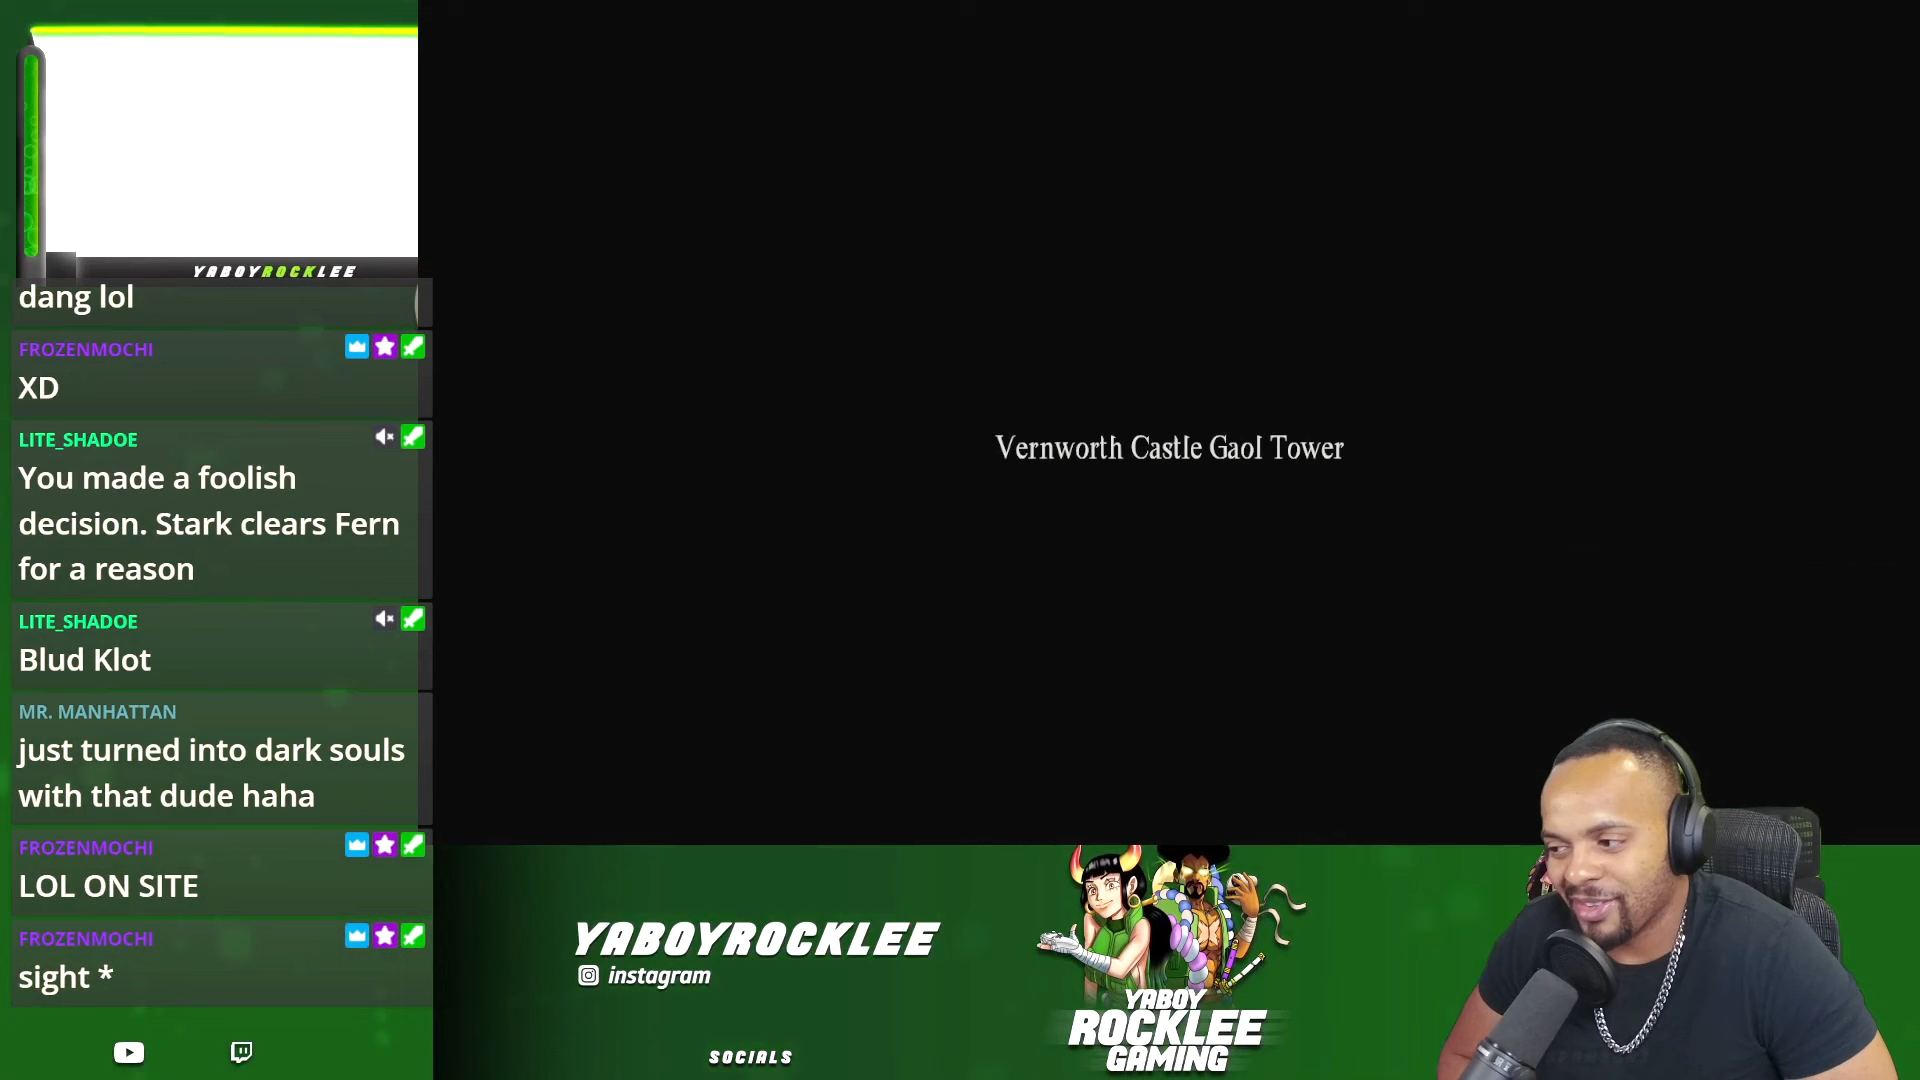 YABOYROCKLEE
dang lol
FROZENMOCHI
XD
LITE_SHADOE
You made a foolish
decision. Stark clears Fern
for a reason
LITE_SHADOE
Blud Klot
MR. MANHATTAN
just turned into dark souls
with that dude haha
FROZENMOCHI
LOL ON SITE
FROZENMOCHI
sight *
Vernworth Castle Gaol Tower
YABOYROCKLEE
instagram
SOCIALS
YABOY
ROCKLEE
GAMING